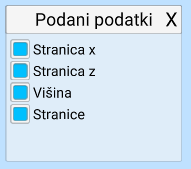 Podani podatki X
Stranica x
Stranica z
Višina
Stranice